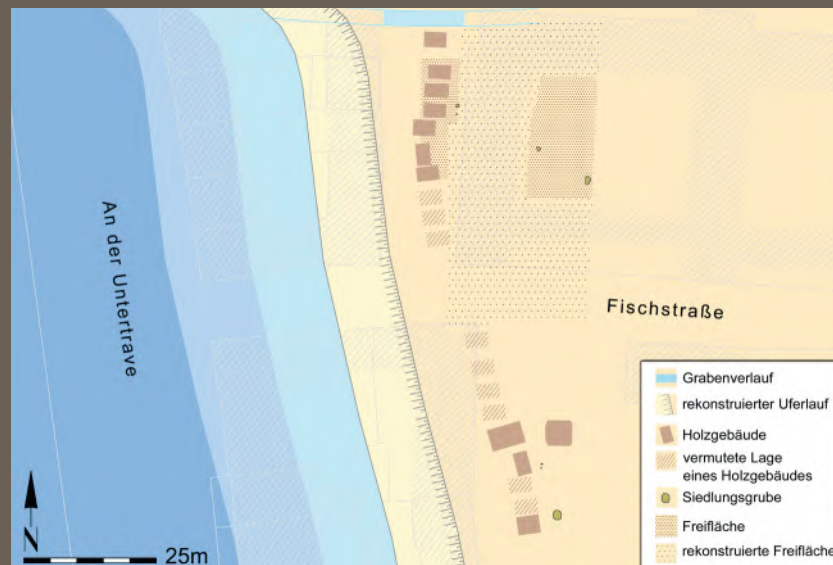 An der Untertrave
Fischstraße
Grabenverlauf
rekonstruierter Uferlauf
Holzgebäude
vermutete Lage
eines Holzgebäudes
Siedlungsgrube
Freifläche
rekonstruierte Freifläche
N
25m